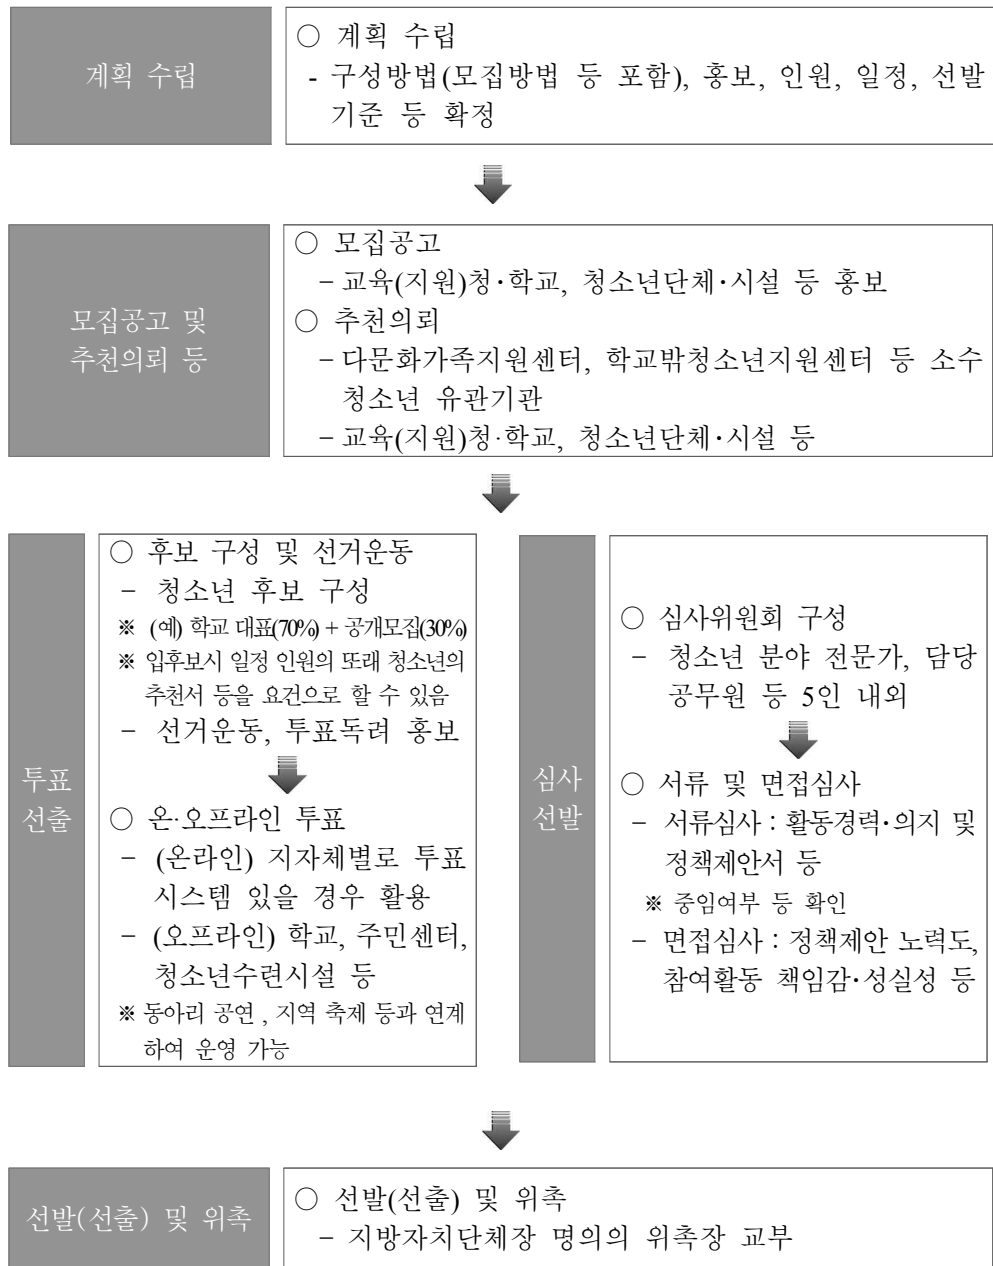 계획 수립
○ 계획 수립
- 구성방법(모집방법 등 포함), 홍보, 인원, 일정, 선발
기준 등 확정
모집공고 및
추천의뢰 등
○ 모집공고
– 교육(지원)청·학교, 청소년단체·시설 등 홍보
○ 추천의뢰
– 다문화가족지원센터, 학교밖청소년지원센터 등 소수
청소년 유관기관
– 교육(지원)청·학교, 청소년단체·시설 등
투표
선출
○ 후보 구성 및 선거운동
– 청소년 후보 구성
※ (예) 학교 대표(70%) + 공개모집(30%)
※ 입후보시 일정 인원의 또래 청소년의
추천서 등을 요건으로 할 수 있음
– 선거운동, 투표독려 홍보
○ 온·오프라인 투표
– (온라인) 지자체별로 투표
시스템 있을 경우 활용
– (오프라인) 학교, 주민센터,
청소년수련시설 등
※ 동아리 공연 , 지역 축제 등과 연계
하여 운영 가능
심사
선발
○ 심사위원회 구성
– 청소년 분야 전문가, 담당
공무원 등 5인 내외
○ 서류 및 면접심사
– 서류심사 : 활동경력·의지 및
정책제안서 등
※ 중임여부 등 확인
– 면접심사 : 정책제안 노력도,
참여활동 책임감·성실성 등
선발(선출) 및 위촉
○ 선발(선출) 및 위촉
– 지방자치단체장 명의의 위촉장 교부